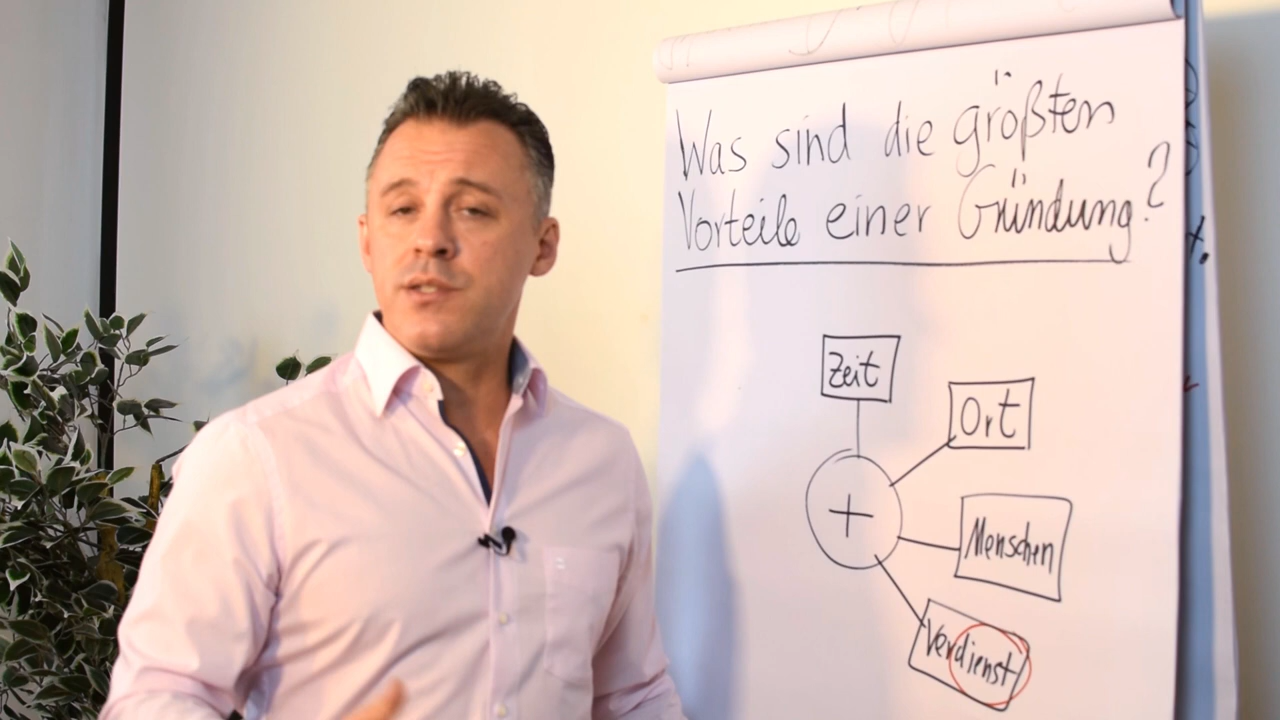 Was sind die größten
Vorteile einer Gründung?
Zeit
Ort
+
Menschen
Verdienst